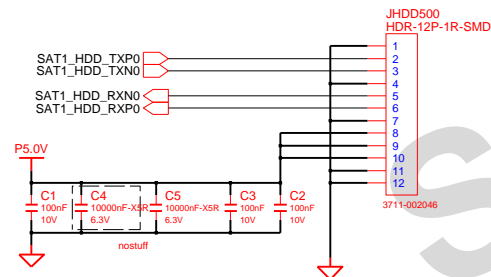 JHDD500
HDR-12P-1R-SMD
1
SAT1_HDD_TXP0 2
SAT1_HDD_TXN0 3
4
SAT1_HDD_RXN0 5
SAT1_HDD_RXP0 6
7
8
9
10
11
12
3711-002046
P5.0V
C1 C4 C5 C3 C2
100nF 10000nF-X5R 10000nF-X5R 100nF 100nF
10V 6.3V 6.3V 10V 10V
nostuff
S